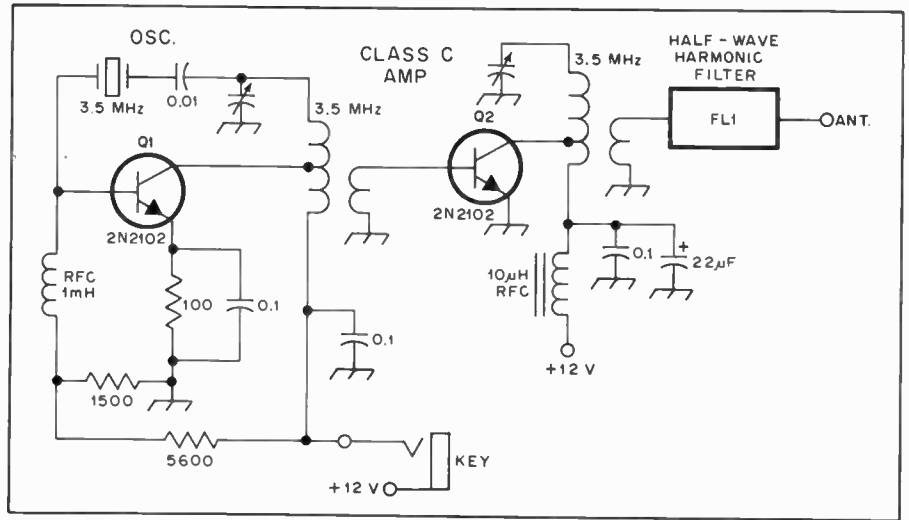 OSC.
CLASS C
AMP
HALF-WAVE
HARMONIC
FILTER
3.5 MHz
0.01
3.5 MHz
3.5 MHz
FL1
ANT.
Q1
Q2
2N2102
2N2102
RFC
1mH
100
0.1
0.1
0.1
+
22µF
10µH
RFC
+12 V
1500
5600
KEY
+12 V